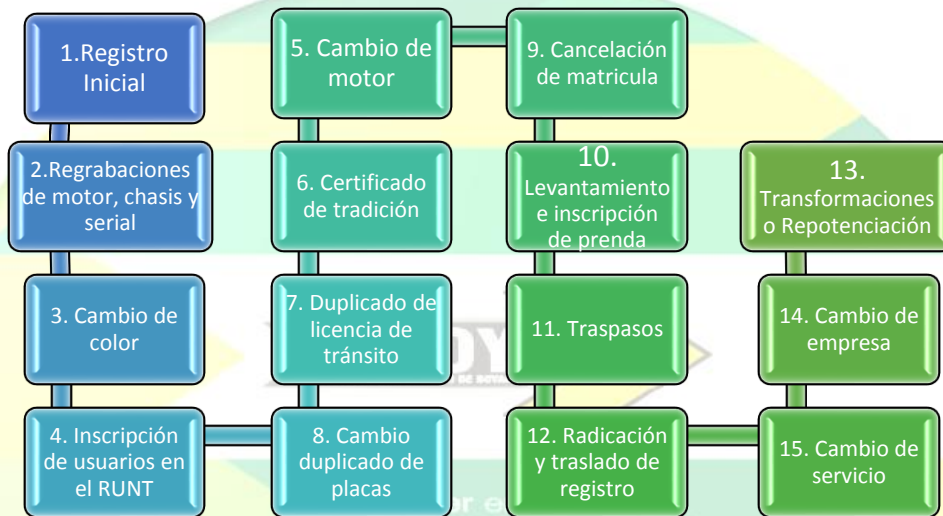 1.Registro
Inicial
2.Regrabaciones
de motor, chasis y
serial
3. Cambio de
color
4. Inscripción
de usuarios en
el RUNT
5. Cambio de
motor
6. Certificado
de tradición
7. Duplicado de
licencia de
tránsito
8. Cambio
duplicado de
placas
9. Cancelación
de matricula
10.
Levantamiento
e inscripción
de prenda
11. Traspasos
12. Radicación
y traslado de
registro
13.
Transformaciones
o Repotenciación
14. Cambio de
empresa
15. Cambio de
servicio